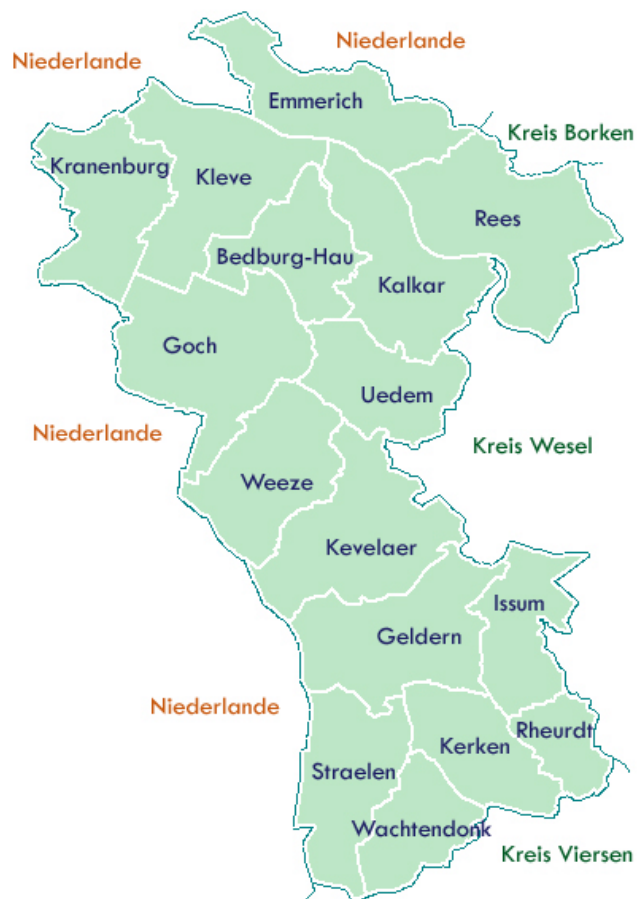 Niederlande
Niederlande
Emmerich
Kreis Borken
Kranenburg
Kleve
Rees
Bedburg-Hau
Kalkar
Goch
Uedem
Niederlande
Kreis Wesel
Weeze
Kevelaer
Issum
Geldern
Niederlande
Rheurdt
Kerken
Straelen
Wachtendonk
Kreis Viersen